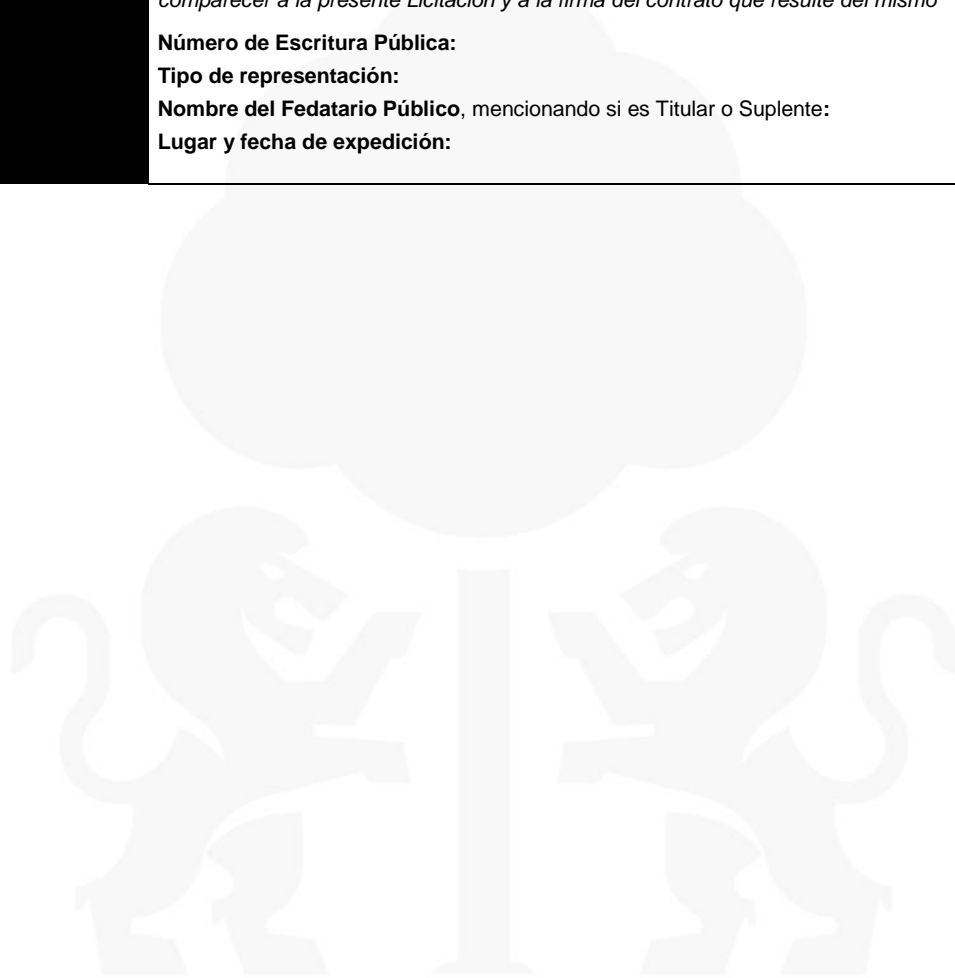 comparecer a la presente Licitación y a la firma del contrato que resulte del mismo
Número de Escritura Pública:
Tipo de representación:
Nombre del Fedatario Público, mencionando si es Titular o Suplente:
Lugar y fecha de expedición: